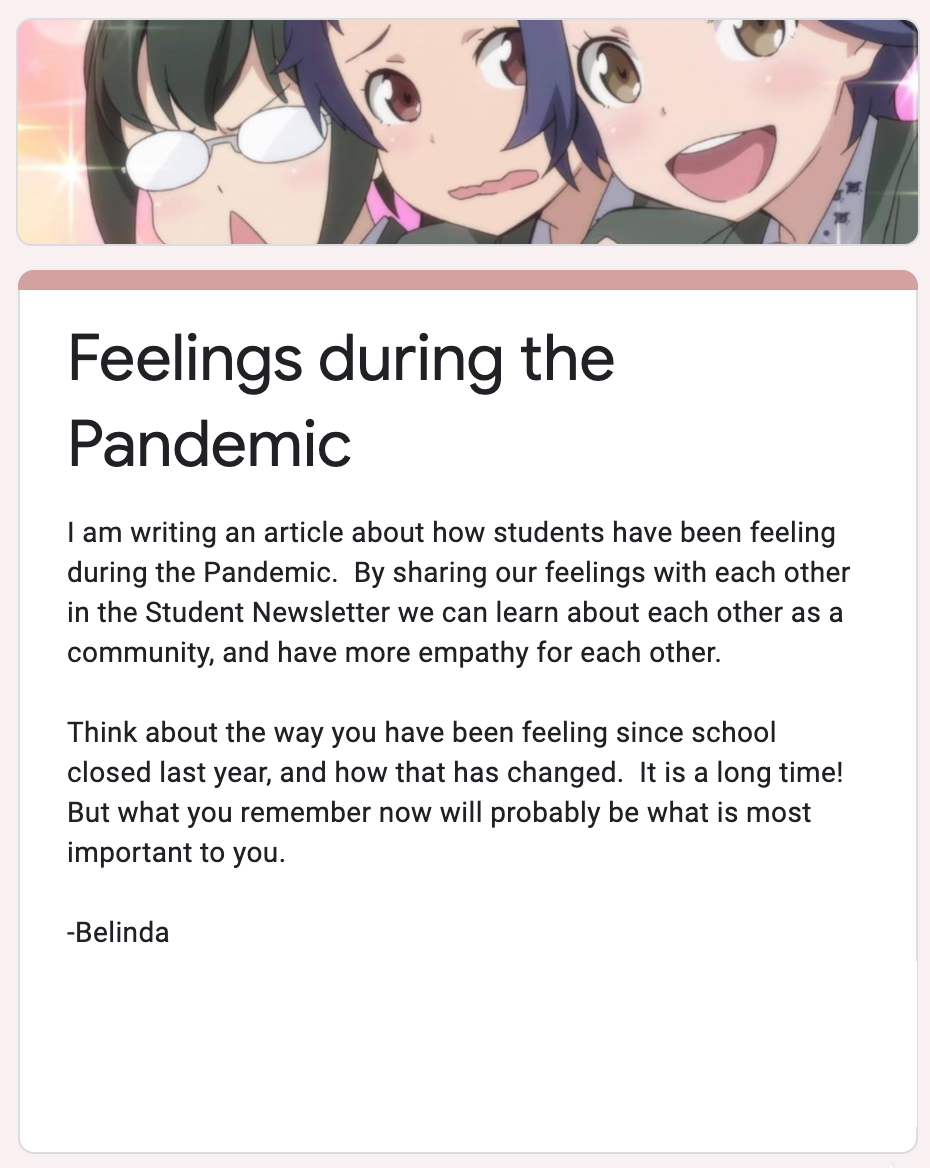 Feelings during the
Pandemic
I am writing an article about how students have been feeling
during the Pandemic.  By sharing our feelings with each other
in the Student Newsletter we can learn about each other as a
community, and have more empathy for each other.
Think about the way you have been feeling since school
closed last year, and how that has changed.  It is a long time!
But what you remember now will probably be what is most
important to you.
-Belinda